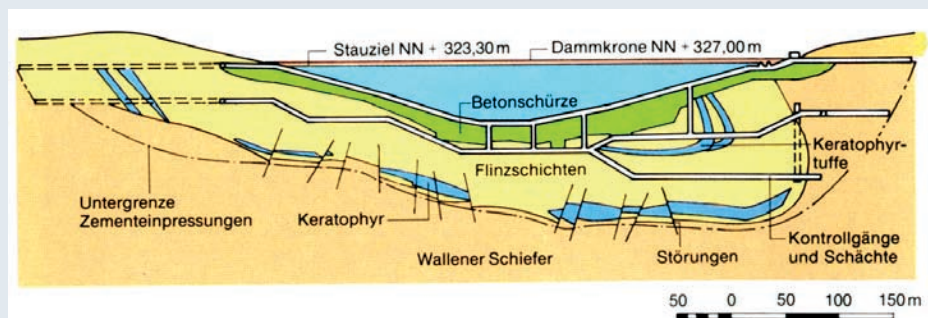 Stauziel NN + 323,30 m
Dammkrone NN + 327,00 m
Betonschürze
Keratophyr-
tuffe
Flinzschichten
Untergrenze
Zementeinpressungen
Keratophyr
Wallener Schiefer
Störungen
Kontrollgänge
und Schächte
50 0 50 100 150 m